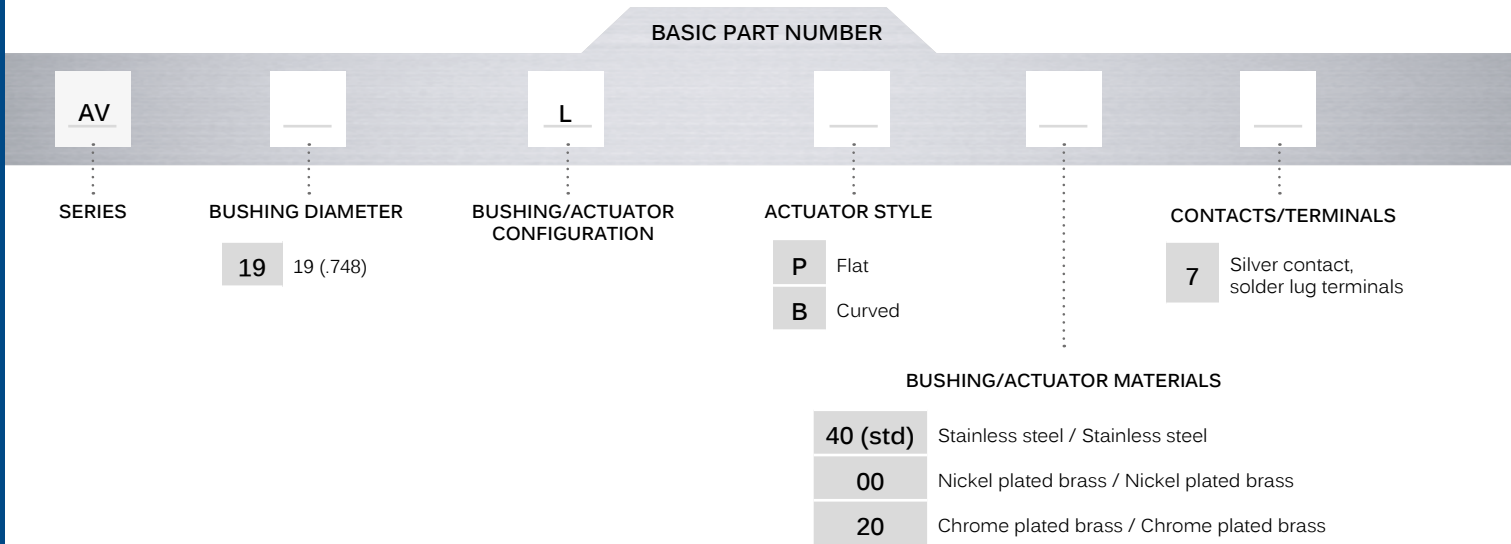 BASIC PART NUMBER
AV
L
SERIES
BUSHING DIAMETER
19 19 (.748)
BUSHING/ACTUATOR
CONFIGURATION
ACTUATOR STYLE
P Flat
B Curved
CONTACTS/TERMINALS
7 Silver contact,
solder lug terminals
BUSHING/ACTUATOR MATERIALS
40 (std) Stainless steel / Stainless steel
00 Nickel plated brass / Nickel plated brass
20 Chrome plated brass / Chrome plated brass